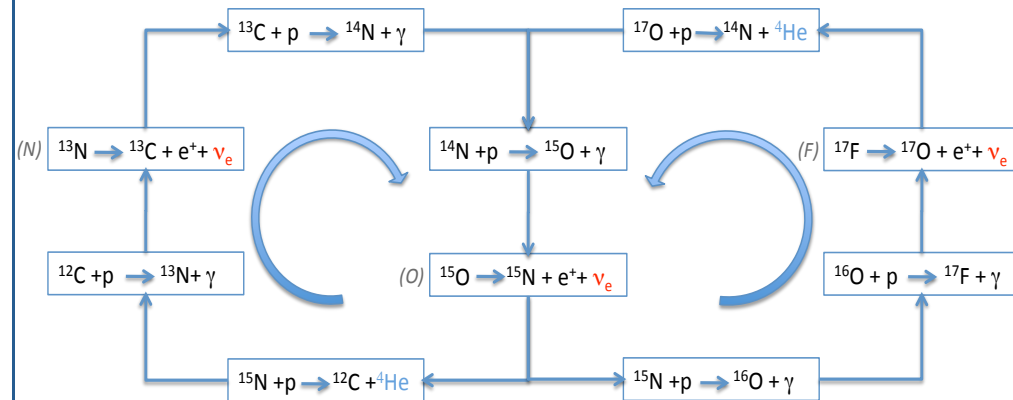 ¹³C + p → ¹⁴N + γ
¹⁷O +p → ¹⁴N + ⁴He
(N) ¹³N → ¹³C + e⁺+ νₑ
¹⁴N +p → ¹⁵O + γ
(F) ¹⁷F → ¹⁷O + e⁺+ νₑ
¹²C +p → ¹³N+ γ
(O) ¹⁵O → ¹⁵N + e⁺+ νₑ
¹⁶O + p → ¹⁷F + γ
¹⁵N +p → ¹²C +⁴He
¹⁵N +p → ¹⁶O + γ